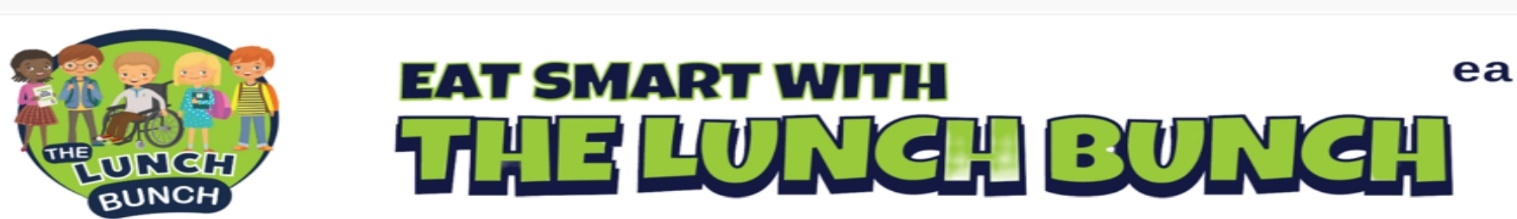 THE
LUNCH
BUNCH
EAT SMART WITH
THE LUNCH BUNCH
ea